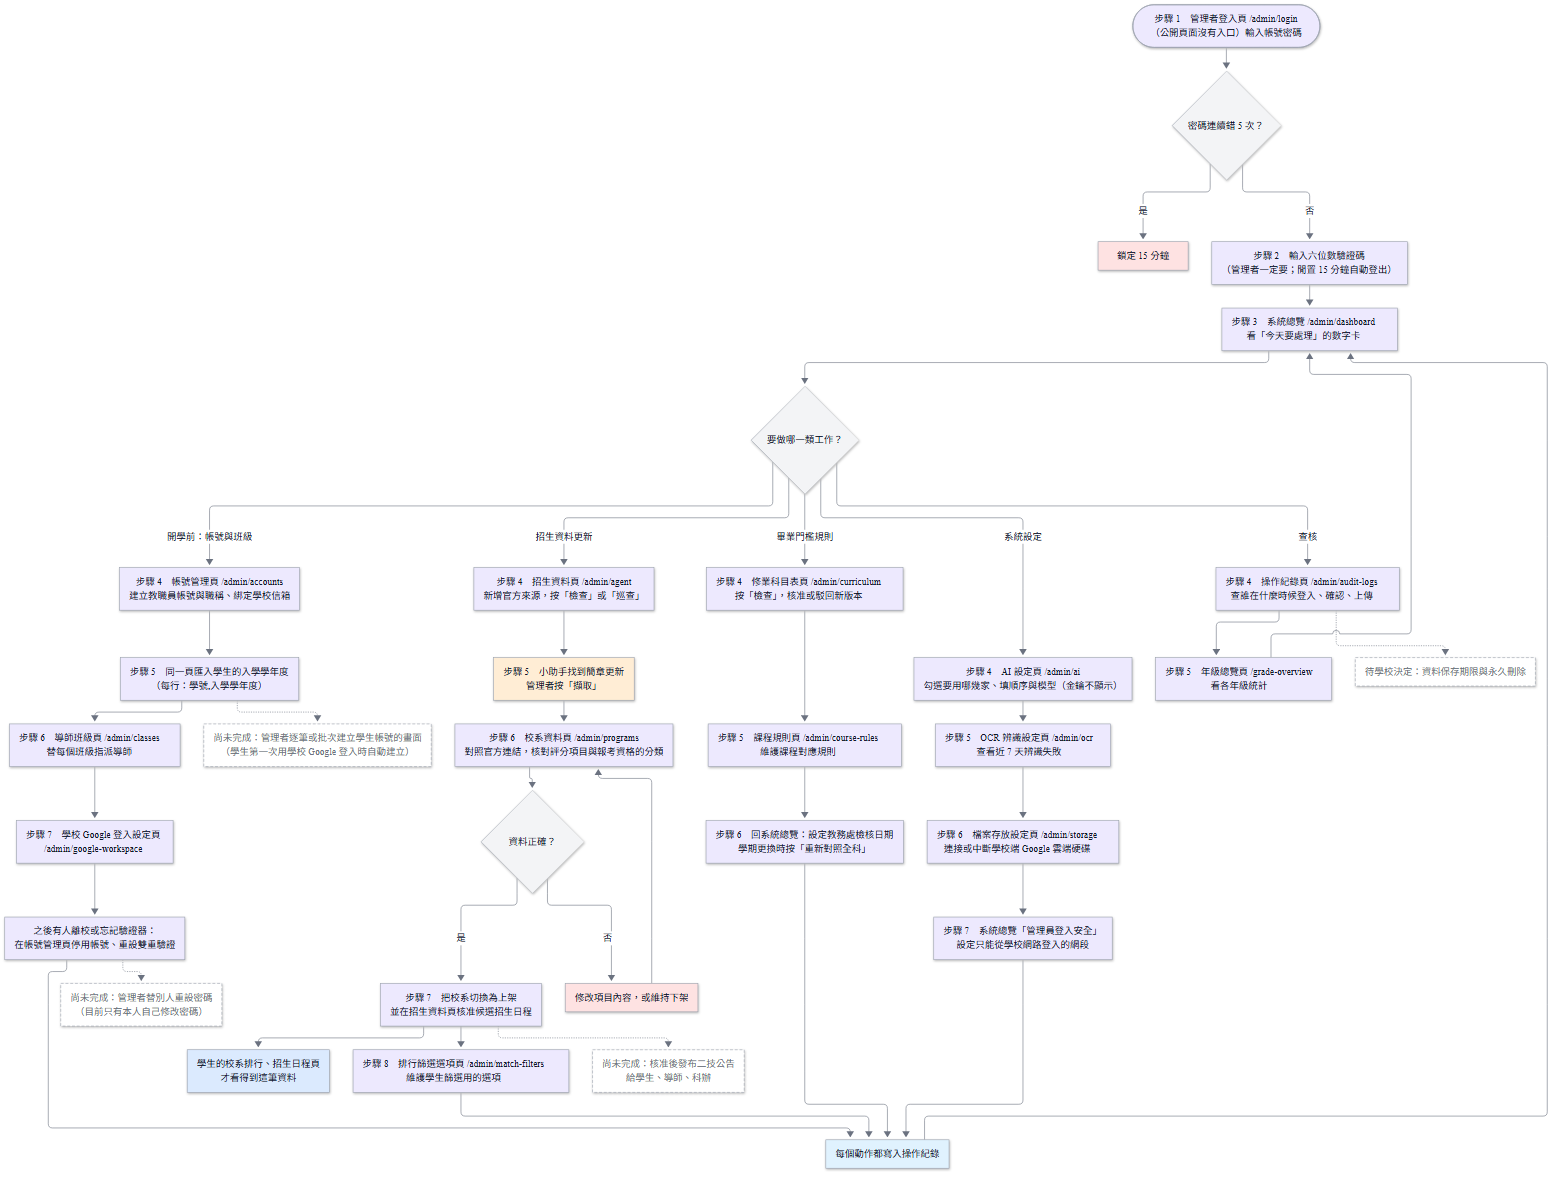 步驟 1　管理者登入頁 /admin/login
（公開頁面沒有入口）輸入帳號密碼
密碼連續錯 5 次？
是
否
鎖定 15 分鐘
步驟 2　輸入六位數驗證碼
（管理者一定要；閒置 15 分鐘自動登出）
步驟 3　系統總覽 /admin/dashboard
看「今天要處理」的數字卡
要做哪一類工作？
開學前：帳號與班級
招生資料更新
畢業門檻規則
系統設定
查核
步驟 4　帳號管理頁 /admin/accounts
建立教職員帳號與職稱、綁定學校信箱
步驟 4　招生資料頁 /admin/agent
新增官方來源，按「檢查」或「巡查」
步驟 4　修業科目表頁 /admin/curriculum
按「檢查」，核准或駁回新版本
步驟 4　操作紀錄頁 /admin/audit-logs
查誰在什麼時候登入、確認、上傳
步驟 5　同一頁匯入學生的入學學年度
（每行：學號,入學學年度）
步驟 5　小助手找到簡章更新
管理者按「擷取」
步驟 4　AI 設定頁 /admin/ai
勾選要用哪幾家、填順序與模型（金鑰不顯示）
步驟 5　年級總覽頁 /grade-overview
看各年級統計
待學校決定：資料保存期限與永久刪除
步驟 6　導師班級頁 /admin/classes
替每個班級指派導師
尚未完成：管理者逐筆或批次建立學生帳號的畫面
（學生第一次用學校 Google 登入時自動建立）
步驟 6　校系資料頁 /admin/programs
對照官方連結，核對評分項目與報考資格的分類
步驟 5　課程規則頁 /admin/course-rules
維護課程對應規則
步驟 5　OCR 辨識設定頁 /admin/ocr
查看近 7 天辨識失敗
步驟 7　學校 Google 登入設定頁
/admin/google-workspace
資料正確？
步驟 6　回系統總覽：設定教務處檢核日期
學期更換時按「重新對照全科」
步驟 6　檔案存放設定頁 /admin/storage
連接或中斷學校端 Google 雲端硬碟
之後有人離校或忘記驗證器：
在帳號管理頁停用帳號、重設雙重驗證
是
否
步驟 7　系統總覽「管理員登入安全」
設定只能從學校網路登入的網段
尚未完成：管理者替別人重設密碼
（目前只有本人自己修改密碼）
步驟 7　把校系切換為上架
並在招生資料頁核准候選招生日程
修改項目內容，或維持下架
學生的校系排行、招生日程頁
才看得到這筆資料
步驟 8　排行篩選選項頁 /admin/match-filters
維護學生篩選用的選項
尚未完成：核准後發布二技公告
給學生、導師、科辦
每個動作都寫入操作紀錄